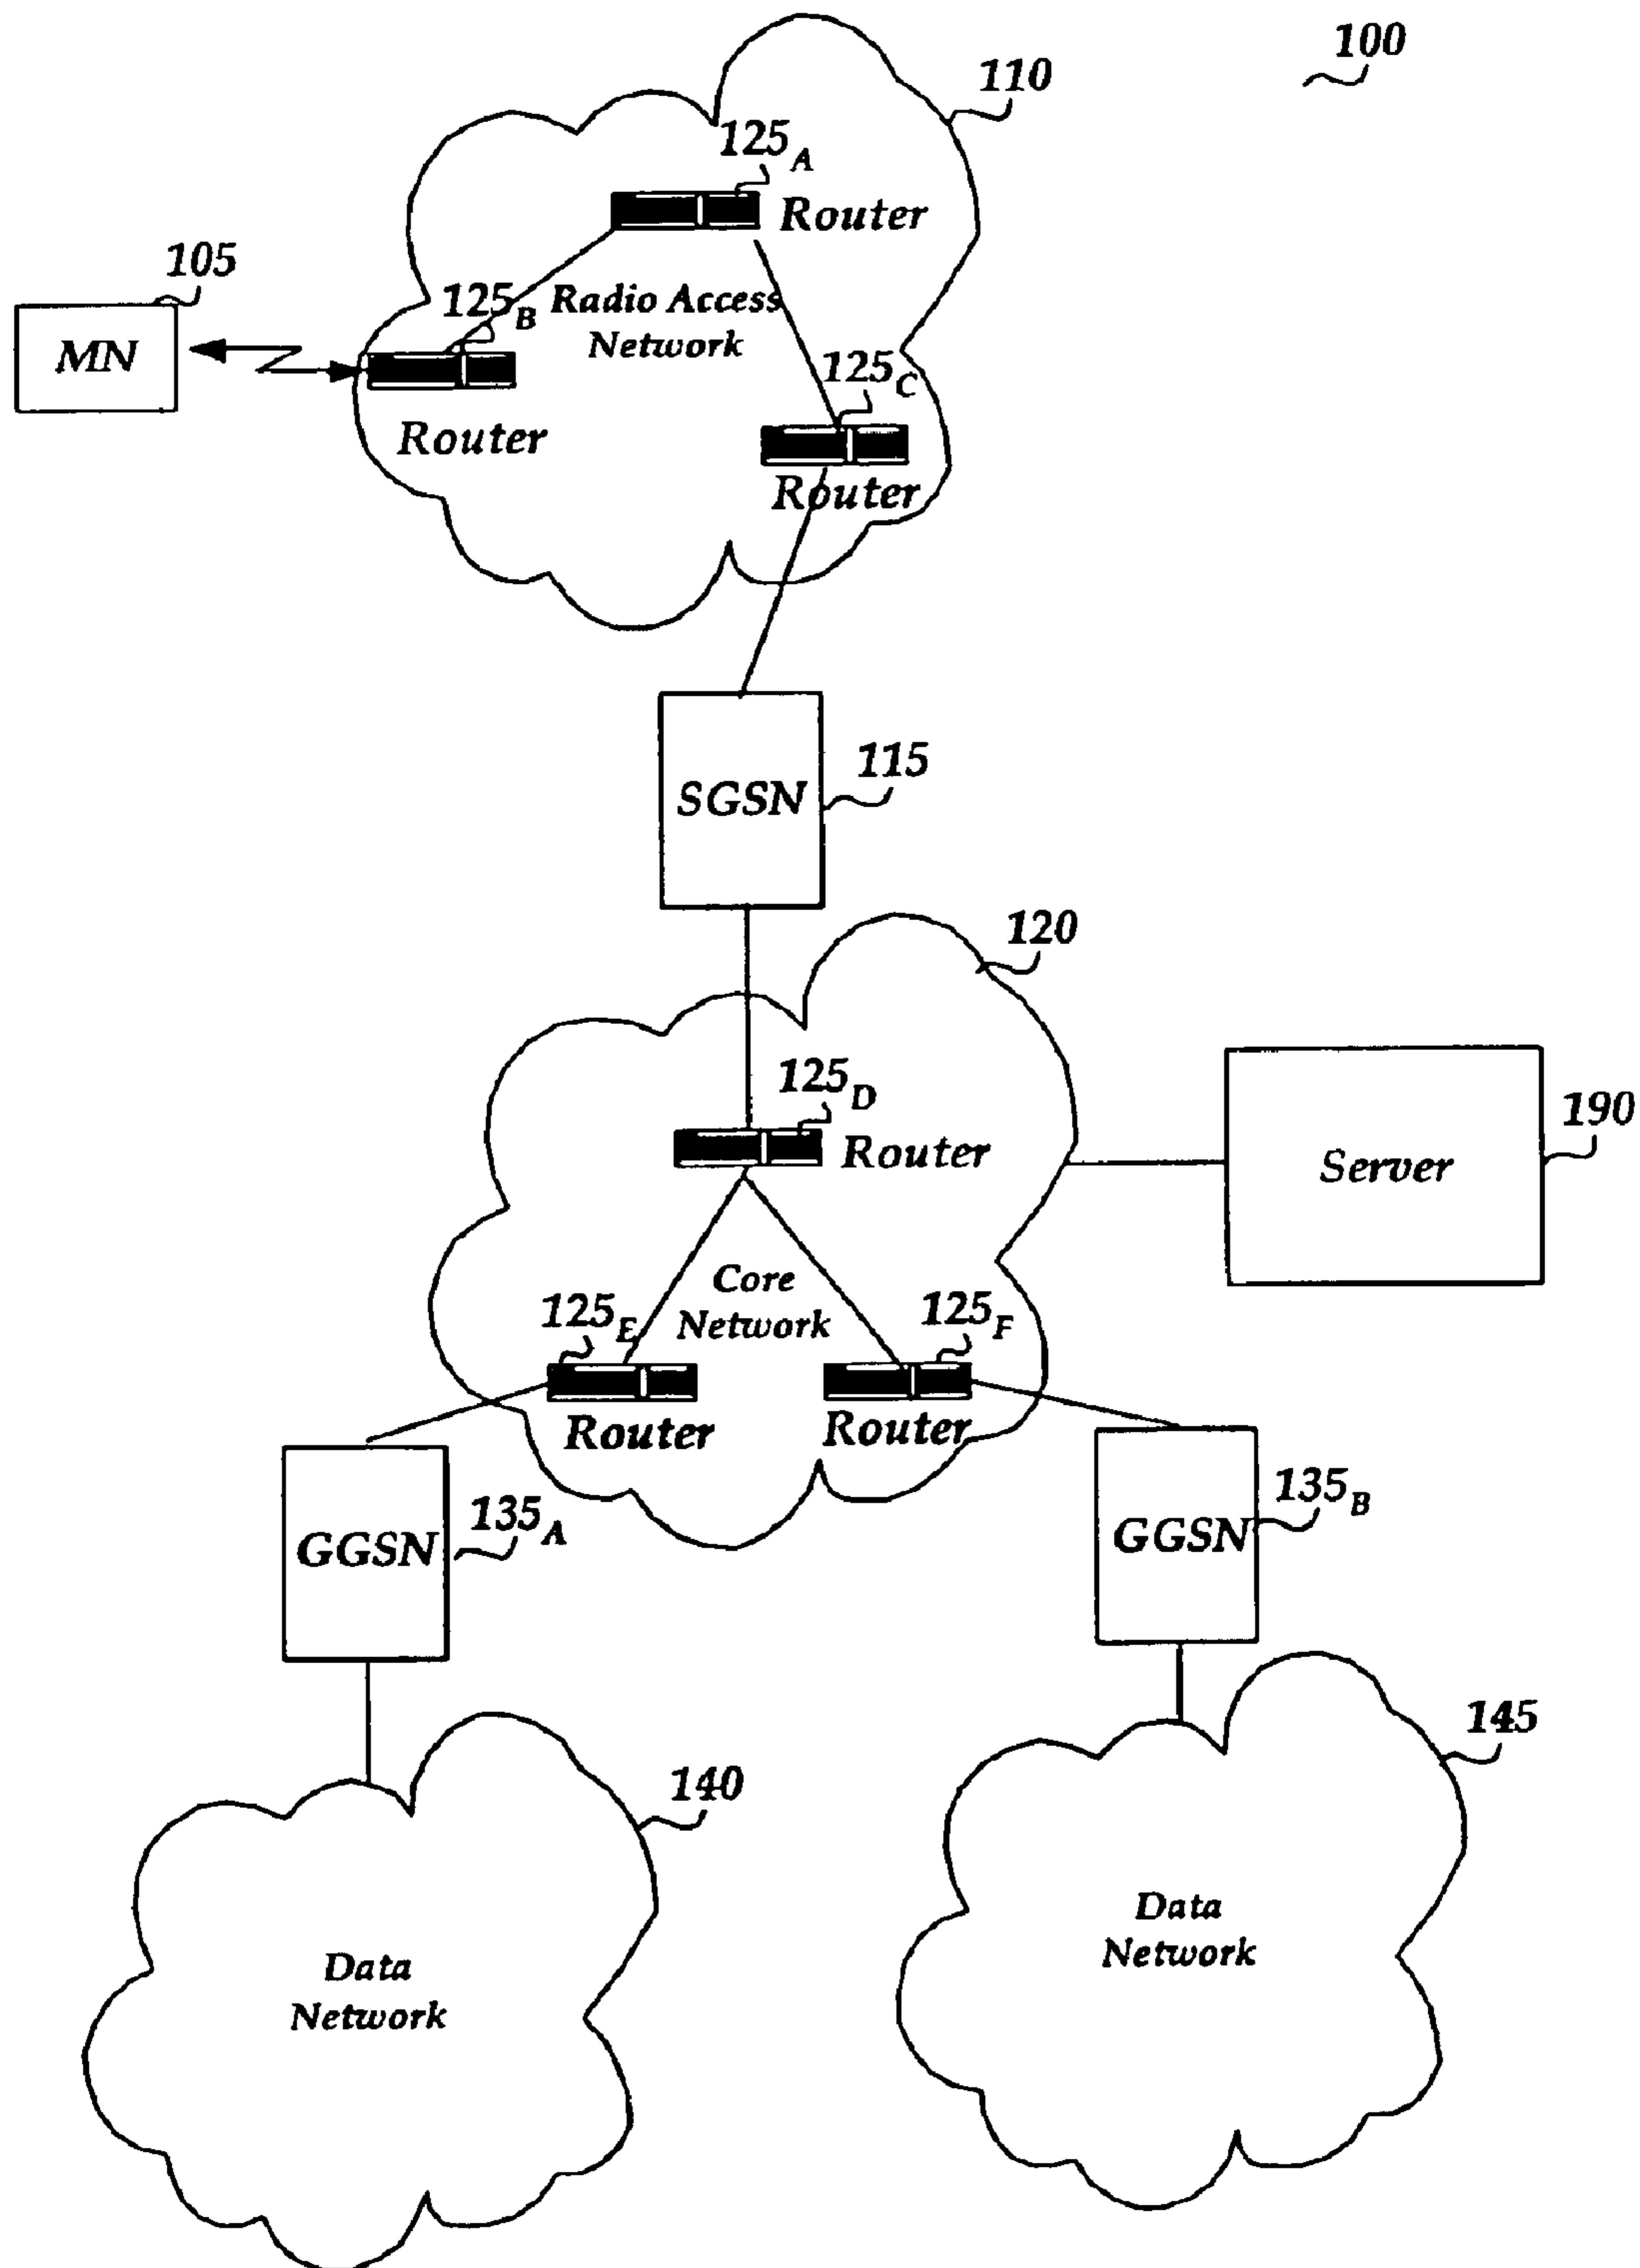 100
110
125A
Router
105
MN
125B
Radio Access
Network
Router
125C
Router
SGSN
115
120
125D
Router
Server
190
Core
Network
125E
Router
125F
Router
GGSN
135A
GGSN
135B
140
Data
Network
145
Data
Network